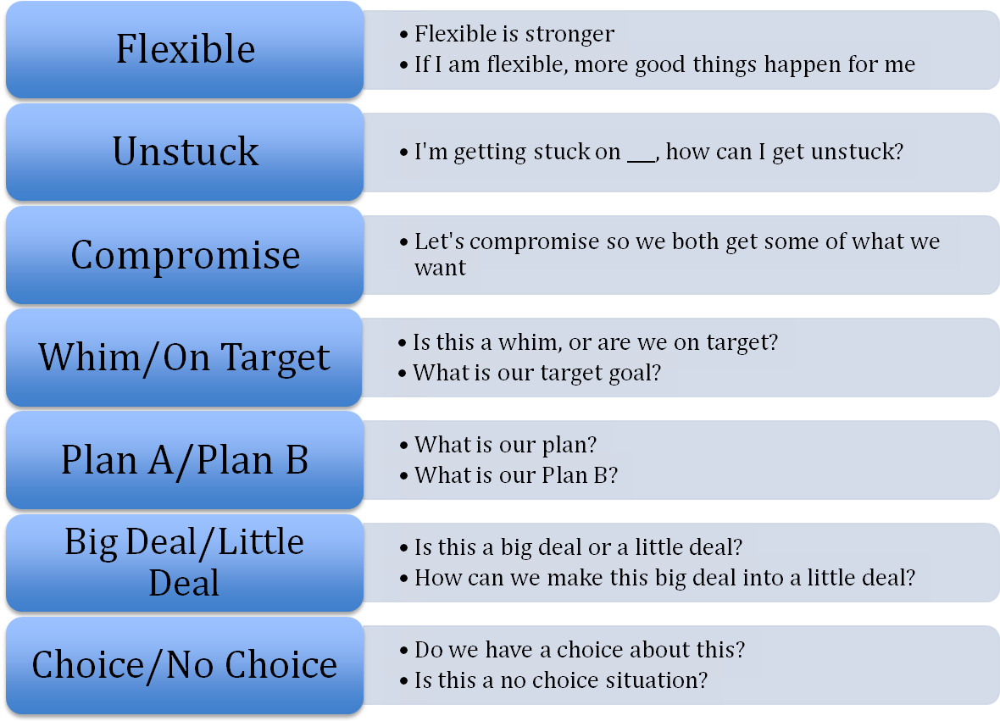 Flexible
• Flexible is stronger
• If I am flexible, more good things happen for me
Unstuck
• I'm getting stuck on ___, how can I get unstuck?
Compromise
• Let's compromise so we both get some of what we
want
Whim/On Target
• Is this a whim, or are we on target?
• What is our target goal?
Plan A/Plan B
• What is our plan?
• What is our Plan B?
Big Deal/Little
Deal
• Is this a big deal or a little deal?
• How can we make this big deal into a little deal?
Choice/No Choice
• Do we have a choice about this?
• Is this a no choice situation?